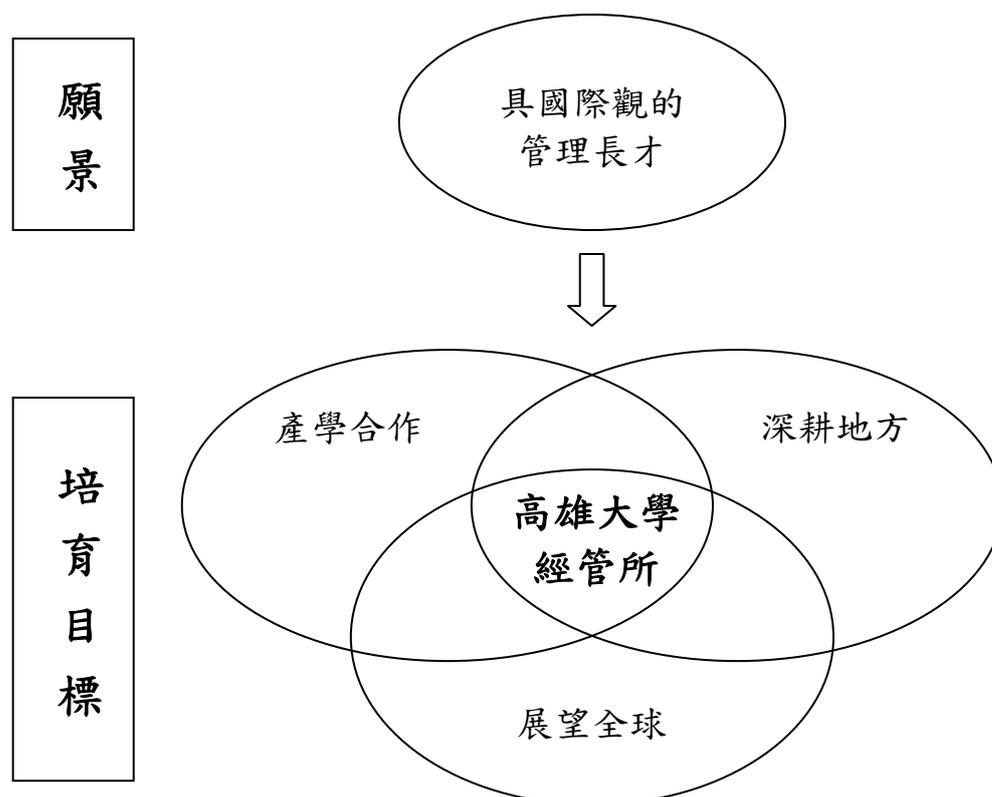 願景
具國際觀的
管理長才
培育目標
產學合作
深耕地方
高雄大學
經管所
展望全球